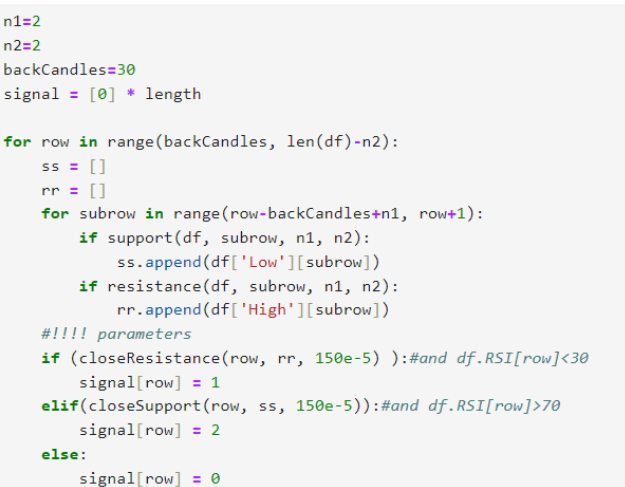 n1=2
n2=2
backCandles=30
signal = [0] * length

for row in range(backCandles, len(df)-n2):
    ss = []
    rr = []
    for subrow in range(row-backCandles+n1, row+1):
        if support(df, subrow, n1, n2):
            ss.append(df['Low'][subrow])
        if resistance(df, subrow, n1, n2):
            rr.append(df['High'][subrow])
    #!!!! parameters
    if (closeResistance(row, rr, 150e-5) ):#and df.RSI[row]<30
        signal[row] = 1
    elif(closeSupport(row, ss, 150e-5)):#and df.RSI[row]>70
        signal[row] = 2
    else:
        signal[row] = 0